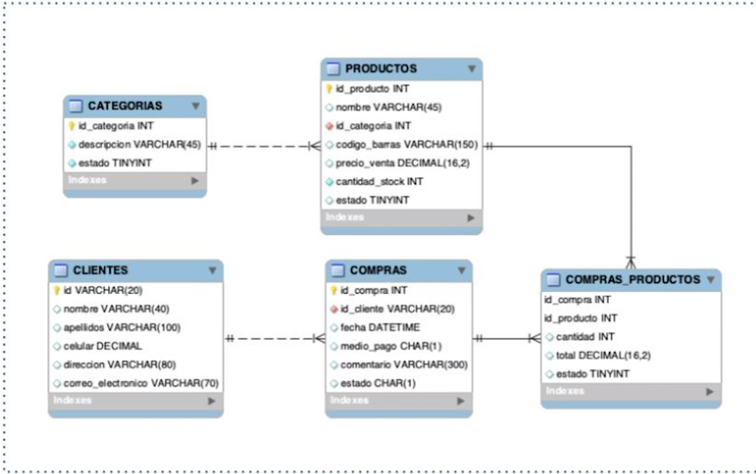 CATEGORIAS
id_categoria INT
descripcion VARCHAR(45)
estado TINYINT
Indexes
PRODUCTOS
id_producto INT
nombre VARCHAR(45)
id_categoria INT
codigo_barras VARCHAR(150)
precio_venta DECIMAL(16,2)
cantidad_stock INT
estado TINYINT
Indexes
CLIENTES
id VARCHAR(20)
nombre VARCHAR(40)
apellidos VARCHAR(100)
celular DECIMAL
direccion VARCHAR(80)
correo_electronico VARCHAR(70)
Indexes
COMPRAS
id_compra INT
id_cliente VARCHAR(20)
fecha DATETIME
medio_pago CHAR(1)
comentario VARCHAR(300)
estado CHAR(1)
Indexes
COMPRAS_PRODUCTOS
id_compra INT
id_producto INT
cantidad INT
total DECIMAL(16,2)
estado TINYINT
Indexes